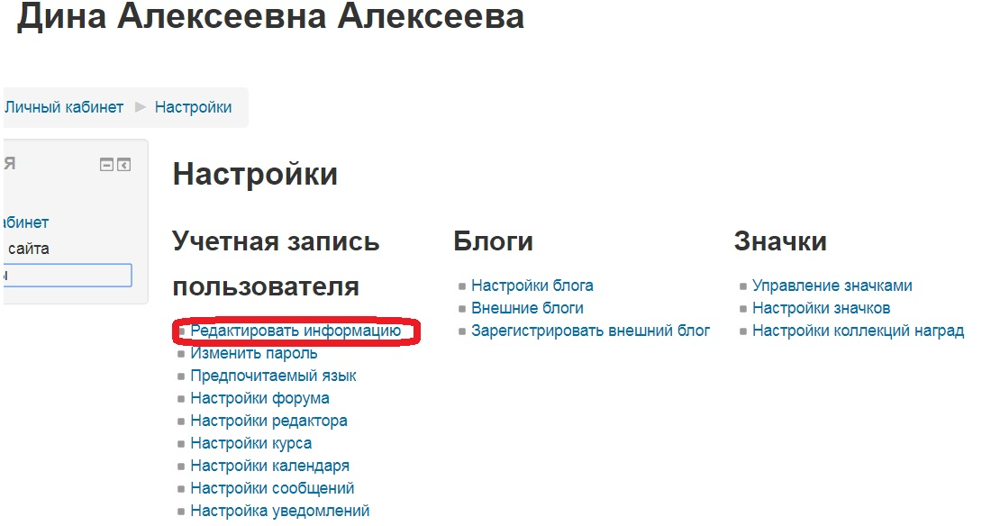 Дина Алексеевна Алексеева
Личный кабинет Настройки
я
абинет
сайта
ы
Настройки
Учетная запись
пользователя
Редактировать информацию
Изменить пароль
Предпочитаемый язык
Настройки форума
Настройки редактора
Настройки курса
Настройки календаря
Настройки сообщений
Настройка уведомлений
Блоги
Настройки блога
Внешние блоги
Зарегистрировать внешний блог
Значки
Управление значками
Настройки значков
Настройки коллекций наград